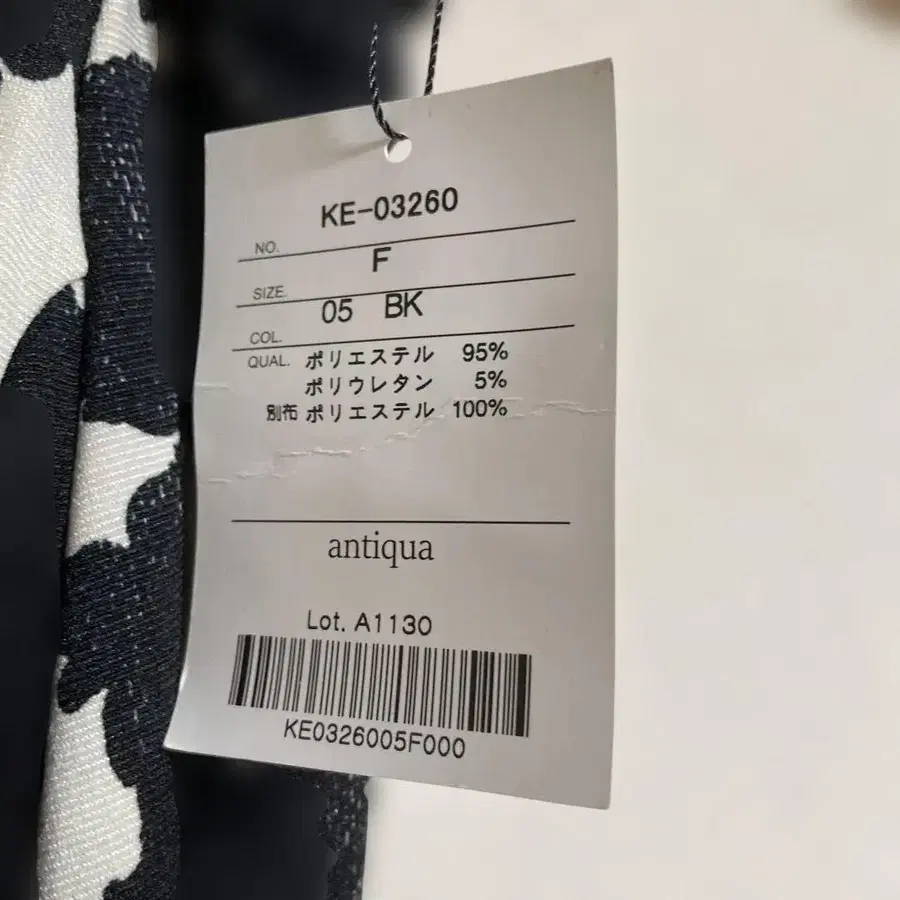 KE-03260
NO.
F
SIZE.
05 BK
COL.
QUAL. ポリエステル 95%
ポリウレタン 5%
別布 ポリエステル 100%
antiqua
Lot. A1130
KE0326005F000